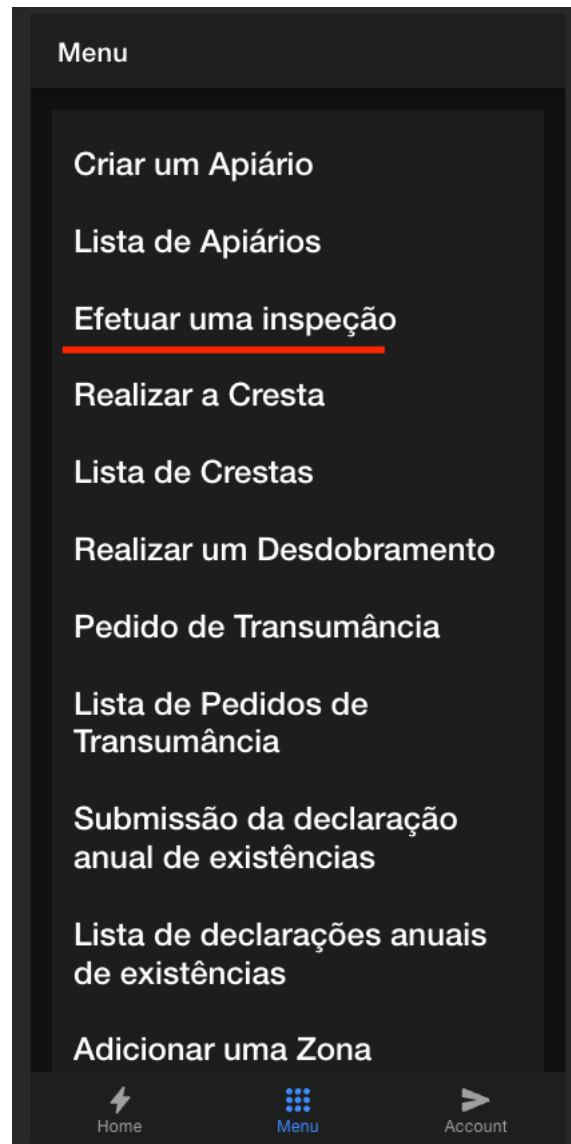 Menu
Criar um Apiário
Lista de Apiários
Efetuar uma inspeção
Realizar a Cresta
Lista de Crestas
Realizar um Desdobramento
Pedido de Transumância
Lista de Pedidos de
Transumância
Submissão da declaração
anual de existências
Lista de declarações anuais
de existências
Adicionar uma Zona
Home
Menu
Account